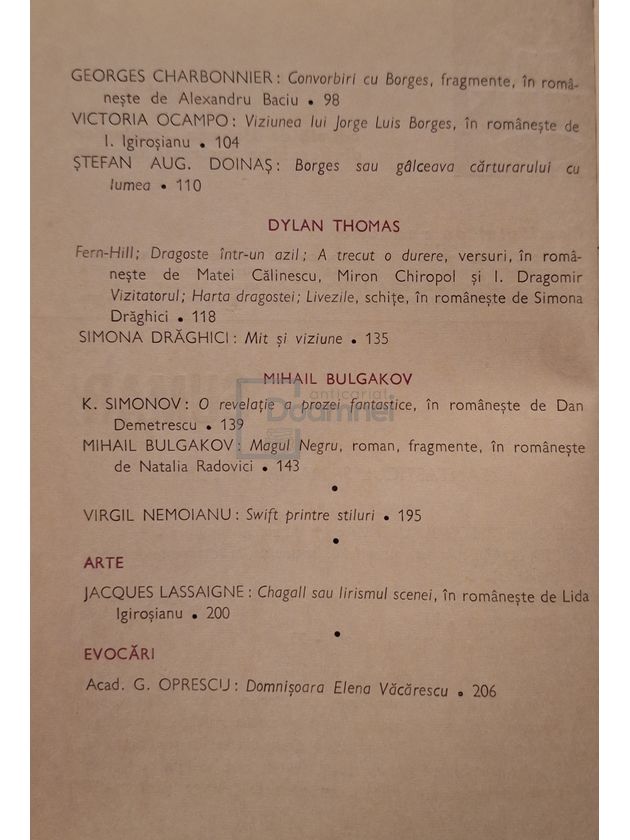 GEORGES CHARBONNIER: Convorbiri cu Borges, fragmente, în româ-
nește de Alexandru Baciu • 98
VICTORIA OCAMPO: Viziunea lui Jorge Luis Borges, în românește de
I. Igiroșianu • 104
ȘTEFAN AUG. DOINAȘ: Borges sau gâlceava cărturarului cu
lumea • 110
DYLAN THOMAS
Fern-Hill; Dragoste într-un azil; A trecut o durere, versuri, în româ-
nește de Matei Călinescu, Miron Chiropol și I. Dragomir
Vizitatorul; Harta dragostei; Livezile, schițe, în românește de Simona
Drăghici • 118
SIMONA DRĂGHICI: Mit și viziune • 135
MIHAIL BULGAKOV
anticariat
Doamnei
K. SIMONOV: O revelație a prozei fantastice, în românește de Dan
Demetrescu • 139
MIHAIL BULGAKOV: Magul Negru, roman, fragmente, în românește
de Natalia Radovici • 143
•
VIRGIL NEMOIANU: Swift printre stiluri • 195
•
ARTE
JACQUES LASSAIGNE: Chagall sau lirismul scenei, în românește de Lida
Igiroșianu • 200
•
EVOCĂRI
Acad. G. OPRESCU: Domnișoara Elena Văcărescu • 206